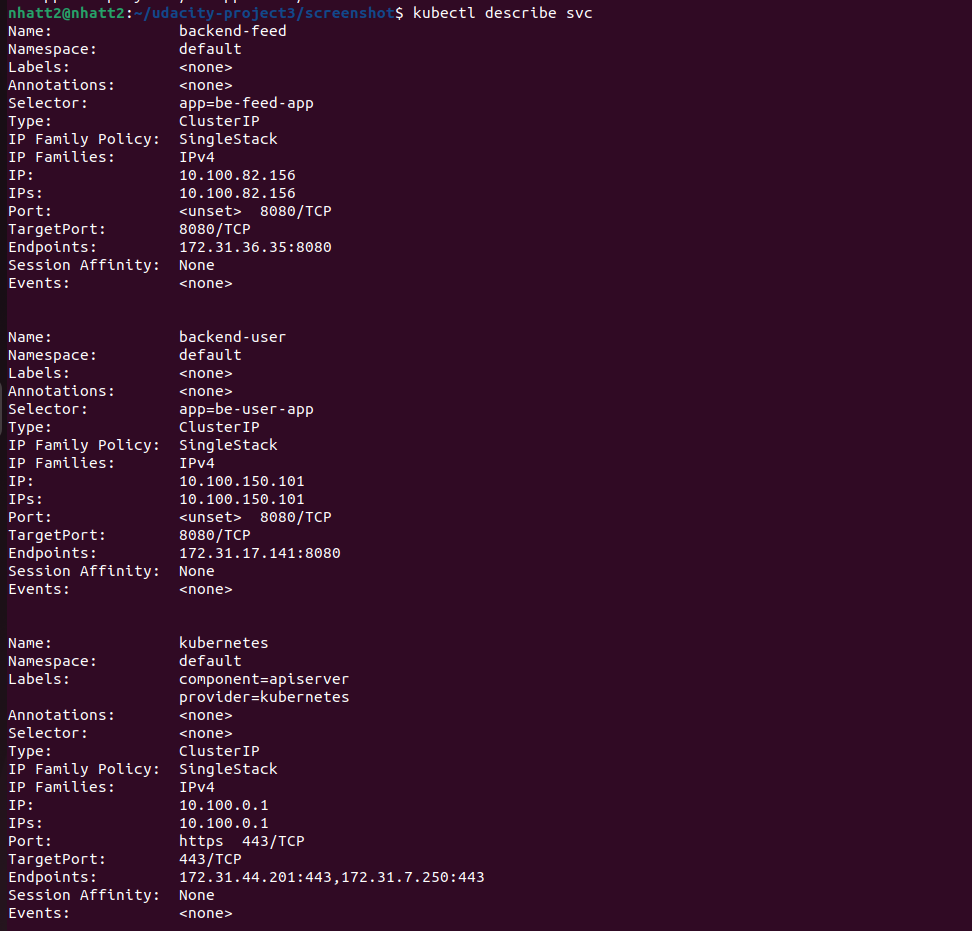 nhatt2@nhatt2:~/udacity-project3/screenshot$ kubectl describe svc
Name:              backend-feed
Namespace:         default
Labels:            <none>
Annotations:       <none>
Selector:          app=be-feed-app
Type:              ClusterIP
IP Family Policy:  SingleStack
IP Families:       IPv4
IP:                10.100.82.156
IPs:               10.100.82.156
Port:              <unset>  8080/TCP
TargetPort:        8080/TCP
Endpoints:         172.31.36.35:8080
Session Affinity:  None
Events:            <none>

Name:              backend-user
Namespace:         default
Labels:            <none>
Annotations:       <none>
Selector:          app=be-user-app
Type:              ClusterIP
IP Family Policy:  SingleStack
IP Families:       IPv4
IP:                10.100.150.101
IPs:               10.100.150.101
Port:              <unset>  8080/TCP
TargetPort:        8080/TCP
Endpoints:         172.31.17.141:8080
Session Affinity:  None
Events:            <none>

Name:              kubernetes
Namespace:         default
Labels:            component=apiserver
                   provider=kubernetes
Annotations:       <none>
Selector:          <none>
Type:              ClusterIP
IP Family Policy:  SingleStack
IP Families:       IPv4
IP:                10.100.0.1
IPs:               10.100.0.1
Port:              https  443/TCP
TargetPort:        443/TCP
Endpoints:         172.31.44.201:443,172.31.7.250:443
Session Affinity:  None
Events:            <none>